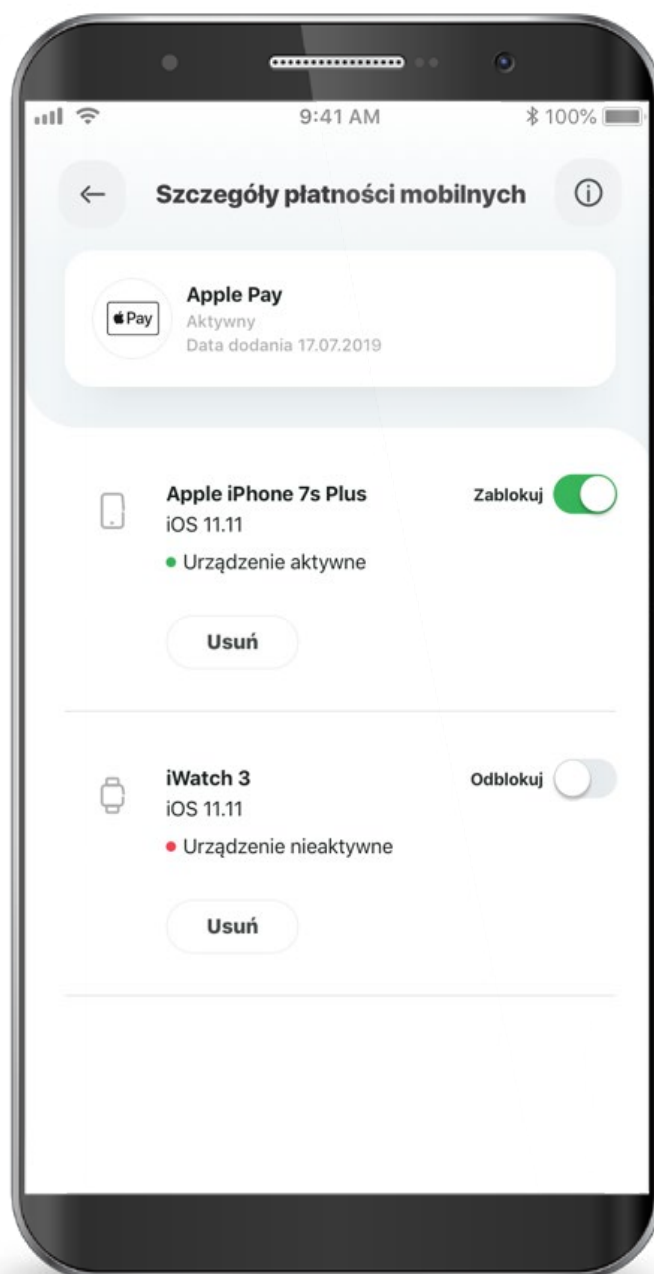 9:41 AM
100%
Szczegóły płatności mobilnych
Pay
Apple Pay
Aktywny
Data dodania 17.07.2019
Apple iPhone 7s Plus
Zablokuj
iOS 11.11
Urządzenie aktywne
Usuń
iWatch 3
Odblokuj
iOS 11.11
Urządzenie nieaktywne
Usuń